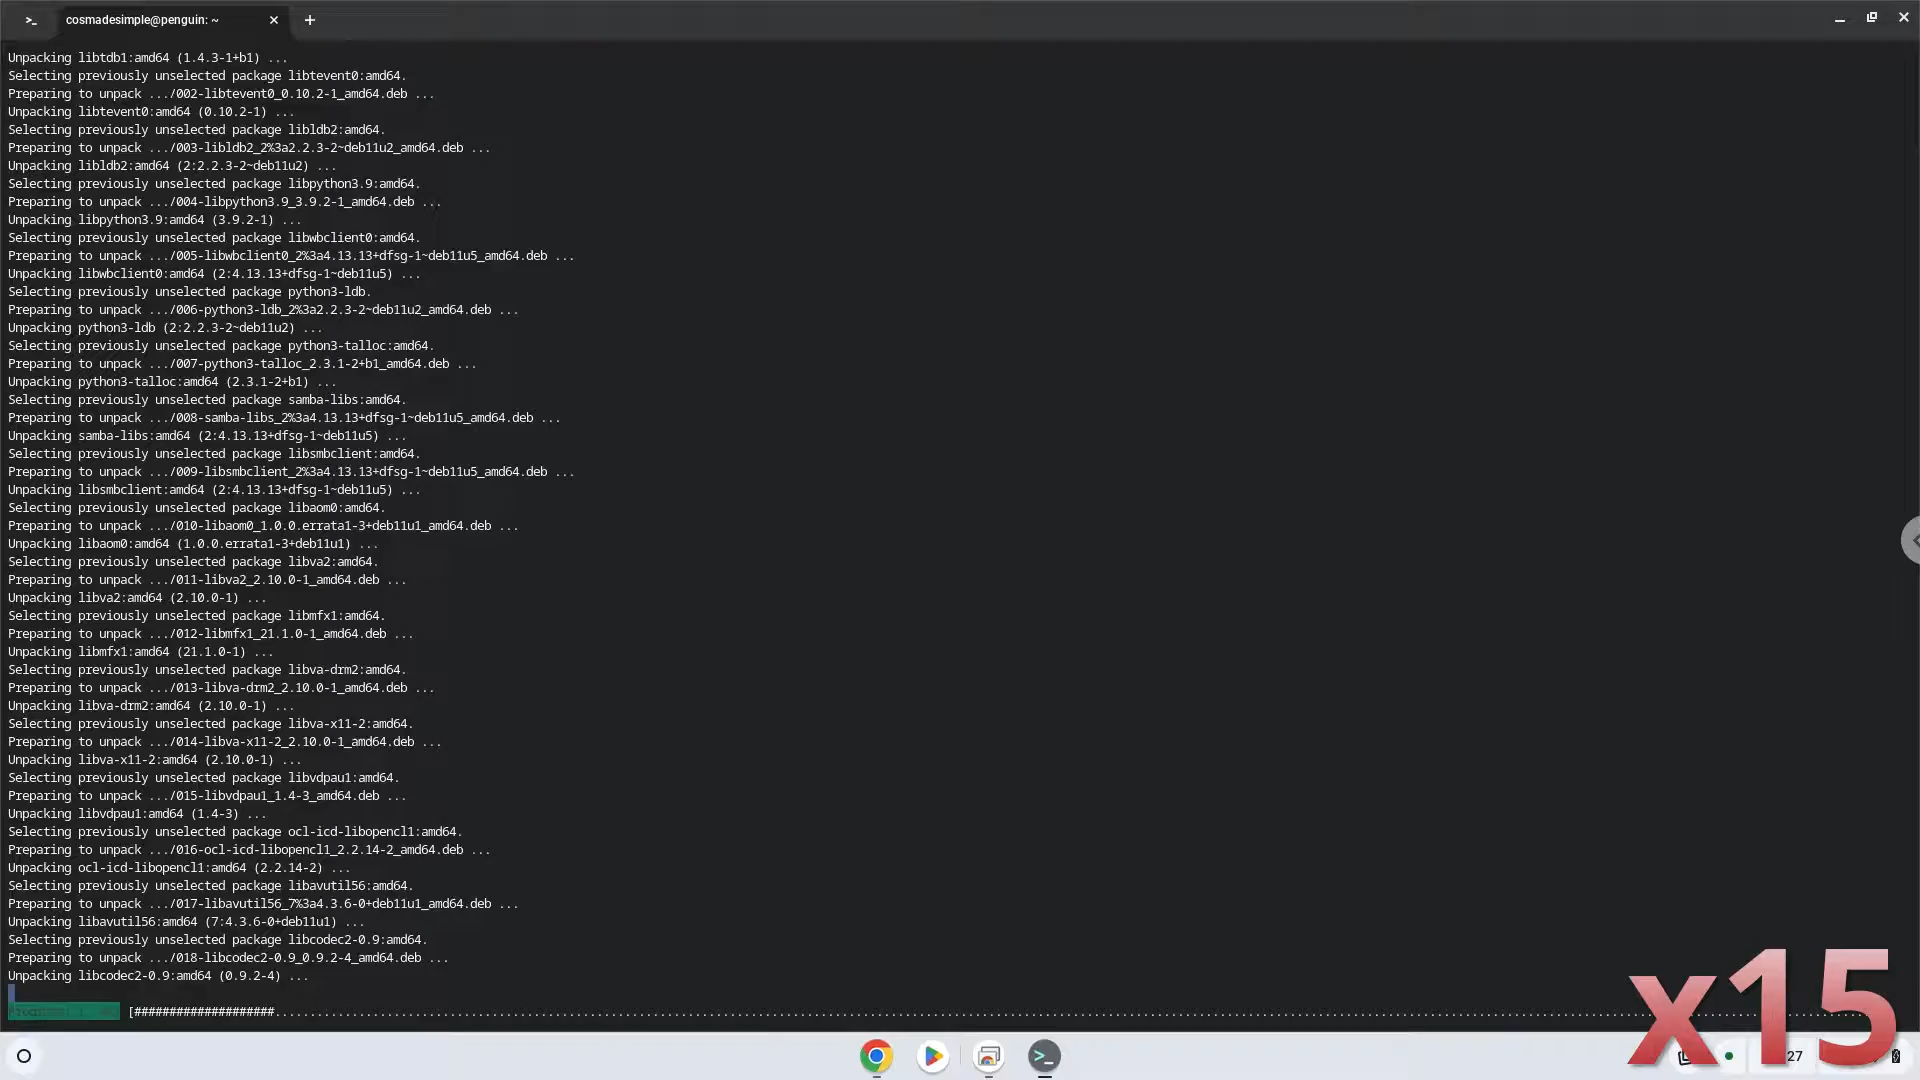 cosmadesimple@penguin: ~
Unpacking libtdb1:amd64 (1.4.3-1+b1) ...
Selecting previously unselected package libtevent0:amd64.
Preparing to unpack .../002-libtevent0_0.10.2-1_amd64.deb ...
Unpacking libtevent0:amd64 (0.10.2-1) ...
Selecting previously unselected package libldb2:amd64.
Preparing to unpack .../003-libldb2_2%3a2.2.3-2~deb11u2_amd64.deb ...
Unpacking libldb2:amd64 (2:2.2.3-2~deb11u2) ...
Selecting previously unselected package libpython3.9:amd64.
Preparing to unpack .../004-libpython3.9_3.9.2-1_amd64.deb ...
Unpacking libpython3.9:amd64 (3.9.2-1) ...
Selecting previously unselected package libwbclient0:amd64.
Preparing to unpack .../005-libwbclient0_2%3a4.13.13+dfsg-1~deb11u5_amd64.deb ...
Unpacking libwbclient0:amd64 (2:4.13.13+dfsg-1~deb11u5) ...
Selecting previously unselected package python3-ldb.
Preparing to unpack .../006-python3-ldb_2%3a2.2.3-2~deb11u2_amd64.deb ...
Unpacking python3-ldb (2:2.2.3-2~deb11u2) ...
Selecting previously unselected package python3-talloc:amd64.
Preparing to unpack .../007-python3-talloc_2.3.1-2+b1_amd64.deb ...
Unpacking python3-talloc:amd64 (2.3.1-2+b1) ...
Selecting previously unselected package samba-libs:amd64.
Preparing to unpack .../008-samba-libs_2%3a4.13.13+dfsg-1~deb11u5_amd64.deb ...
Unpacking samba-libs:amd64 (2:4.13.13+dfsg-1~deb11u5) ...
Selecting previously unselected package libsmbclient:amd64.
Preparing to unpack .../009-libsmbclient_2%3a4.13.13+dfsg-1~deb11u5_amd64.deb ...
Unpacking libsmbclient:amd64 (2:4.13.13+dfsg-1~deb11u5) ...
Selecting previously unselected package libaom0:amd64.
Preparing to unpack .../010-libaom0_1.0.0.errata1-3+deb11u1_amd64.deb ...
Unpacking libaom0:amd64 (1.0.0.errata1-3+deb11u1) ...
Selecting previously unselected package libva2:amd64.
Preparing to unpack .../011-libva2_2.10.0-1_amd64.deb ...
Unpacking libva2:amd64 (2.10.0-1) ...
Selecting previously unselected package libmfx1:amd64.
Preparing to unpack .../012-libmfx1_21.1.0-1_amd64.deb ...
Unpacking libmfx1:amd64 (21.1.0-1) ...
Selecting previously unselected package libva-drm2:amd64.
Preparing to unpack .../013-libva-drm2_2.10.0-1_amd64.deb ...
Unpacking libva-drm2:amd64 (2.10.0-1) ...
Selecting previously unselected package libva-x11-2:amd64.
Preparing to unpack .../014-libva-x11-2_2.10.0-1_amd64.deb ...
Unpacking libva-x11-2:amd64 (2.10.0-1) ...
Selecting previously unselected package libvdpau1:amd64.
Preparing to unpack .../015-libvdpau1_1.4-3_amd64.deb ...
Unpacking libvdpau1:amd64 (1.4-3) ...
Selecting previously unselected package ocl-icd-libopencl1:amd64.
Preparing to unpack .../016-ocl-icd-libopencl1_2.2.14-2_amd64.deb ...
Unpacking ocl-icd-libopencl1:amd64 (2.2.14-2) ...
Selecting previously unselected package libavutil56:amd64.
Preparing to unpack .../017-libavutil56_7%3a4.3.6-0+deb11u1_amd64.deb ...
Unpacking libavutil56:amd64 (7:4.3.6-0+deb11u1) ...
Selecting previously unselected package libcodec2-0.9:amd64.
Preparing to unpack .../018-libcodec2-0.9_0.9.2-4_amd64.deb ...
Unpacking libcodec2-0.9:amd64 (0.9.2-4) ...
x15
27